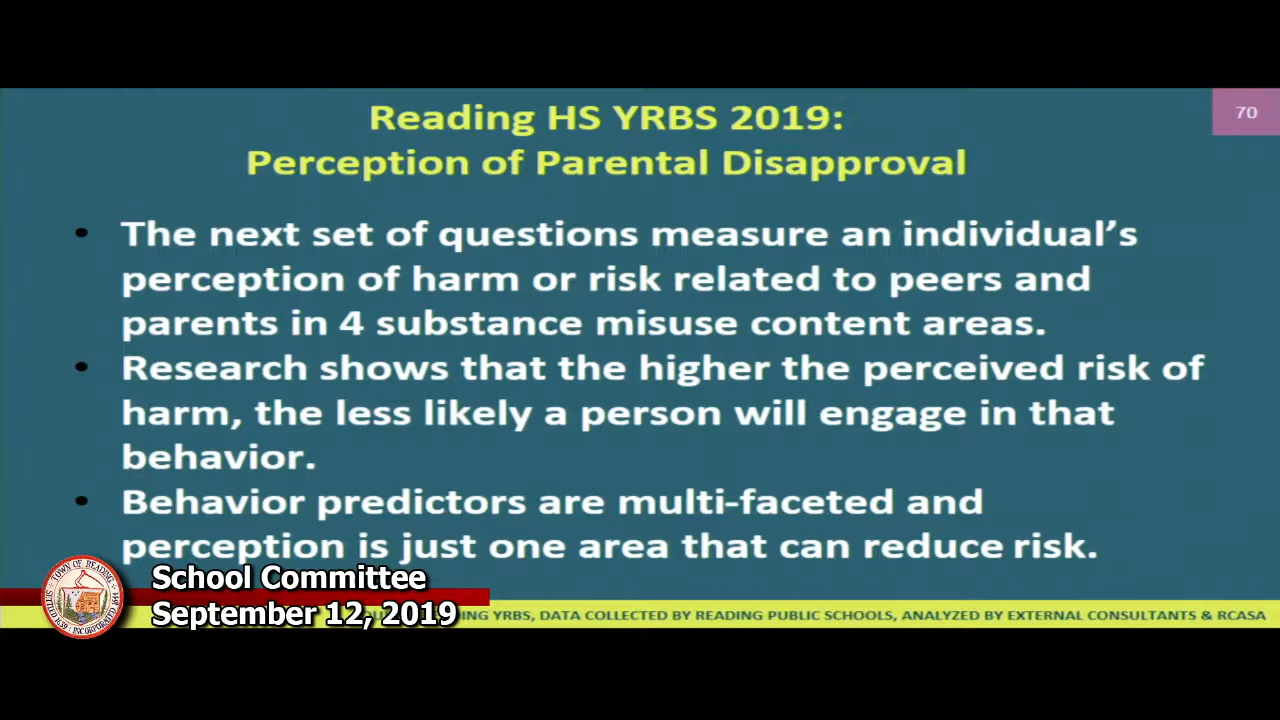 Reading HS YRBS 2019:
70
Perception of Parental Disapproval
• The next set of questions measure an individual’s
perception of harm or risk related to peers and
parents in 4 substance misuse content areas.
• Research shows that the higher the perceived risk of
harm, the less likely a person will engage in that
behavior.
• Behavior predictors are multi-faceted and
perception is just one area that can reduce risk.
TOWN OF READING
School Committee
September 12, 2019
YRBS, DATA COLLECTED BY READING PUBLIC SCHOOLS, ANALYZED BY EXTERNAL CONSULTANTS & RCASA